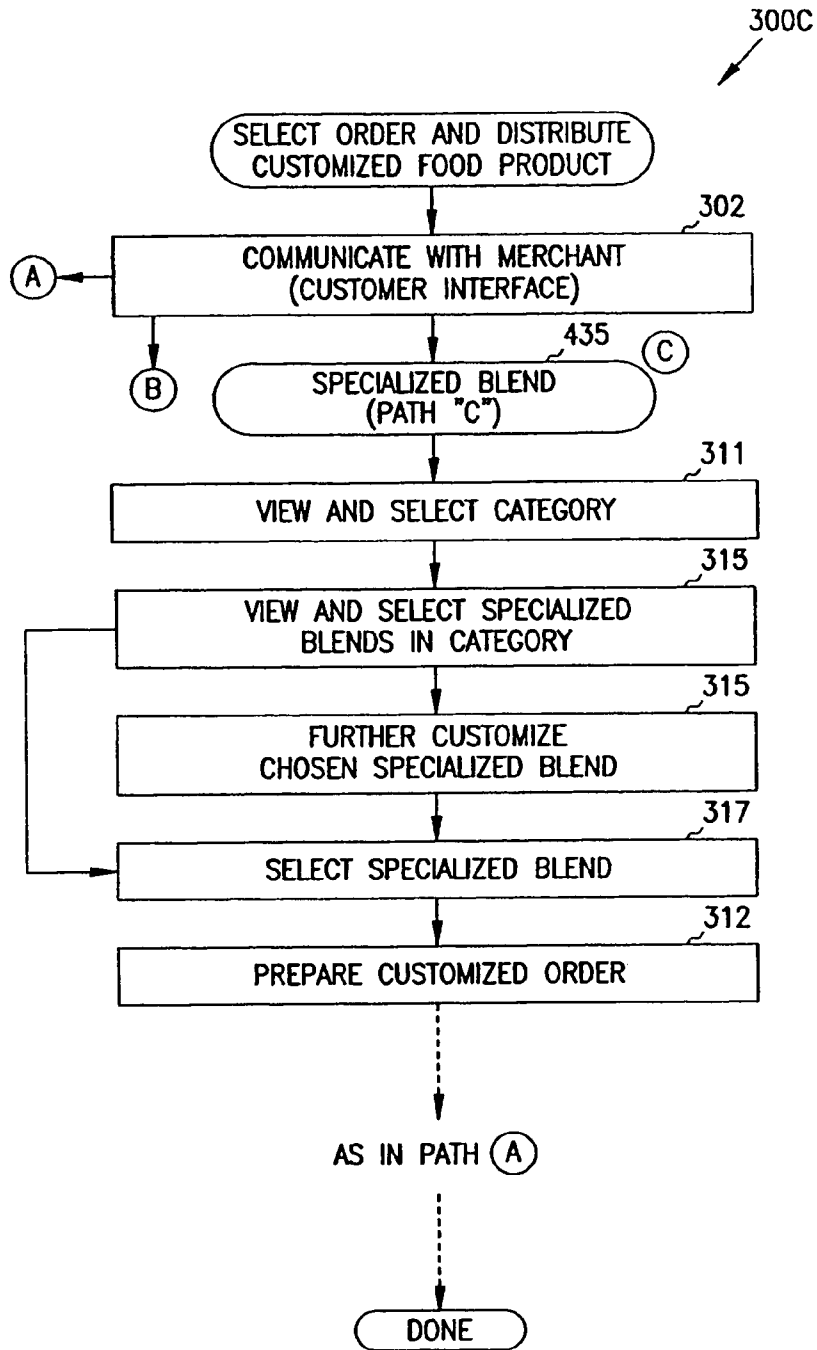 300C
SELECT ORDER AND DISTRIBUTE
CUSTOMIZED FOOD PRODUCT
302
COMMUNICATE WITH MERCHANT
(CUSTOMER INTERFACE)
A
B
435
C
SPECIALIZED BLEND
(PATH "C")
311
VIEW AND SELECT CATEGORY
315
VIEW AND SELECT SPECIALIZED
BLENDS IN CATEGORY
315
FURTHER CUSTOMIZE
CHOSEN SPECIALIZED BLEND
317
SELECT SPECIALIZED BLEND
312
PREPARE CUSTOMIZED ORDER
AS IN PATH A
DONE